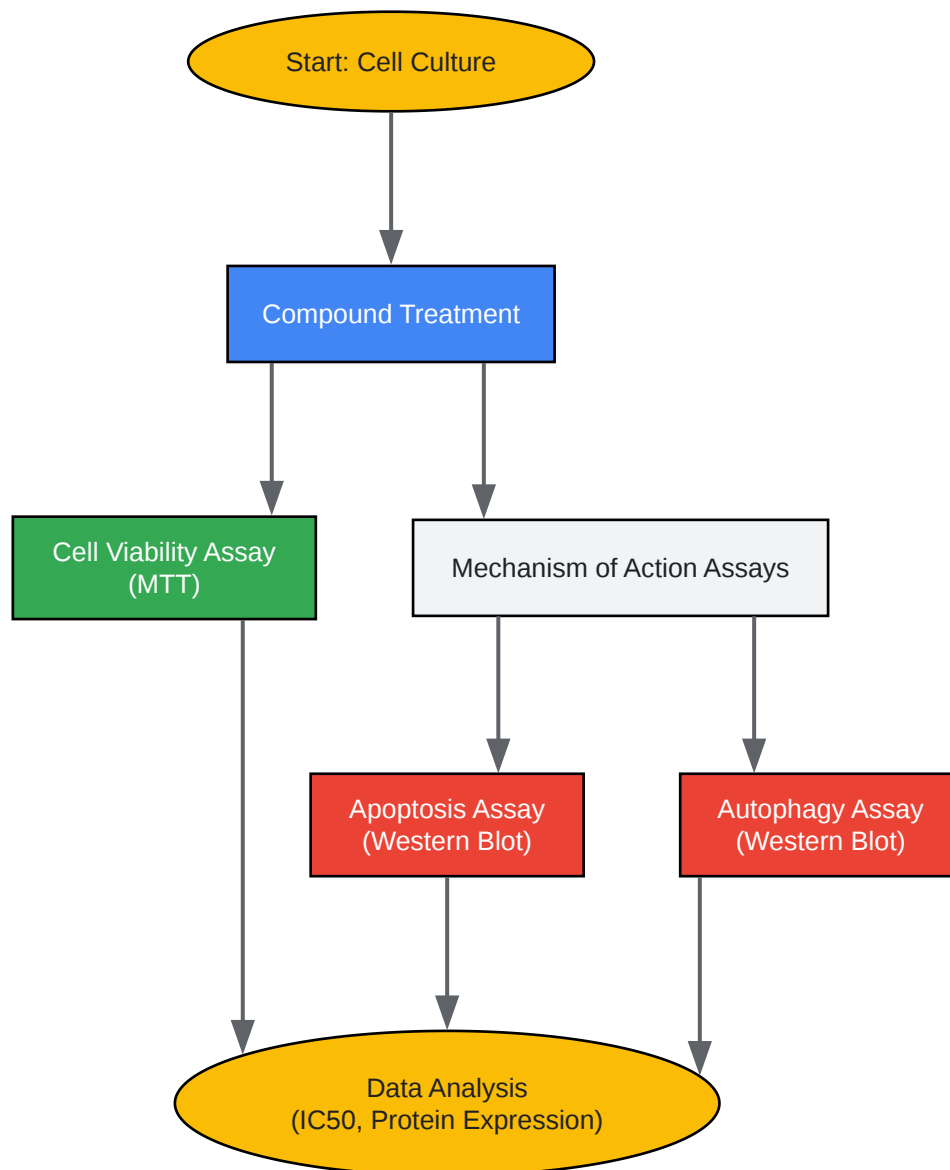 Start: Cell Culture
Compound Treatment
Cell Viability Assay
(MTT)
Mechanism of Action Assays
Apoptosis Assay
(Western Blot)
Autophagy Assay
(Western Blot)
Data Analysis
(IC50, Protein Expression)